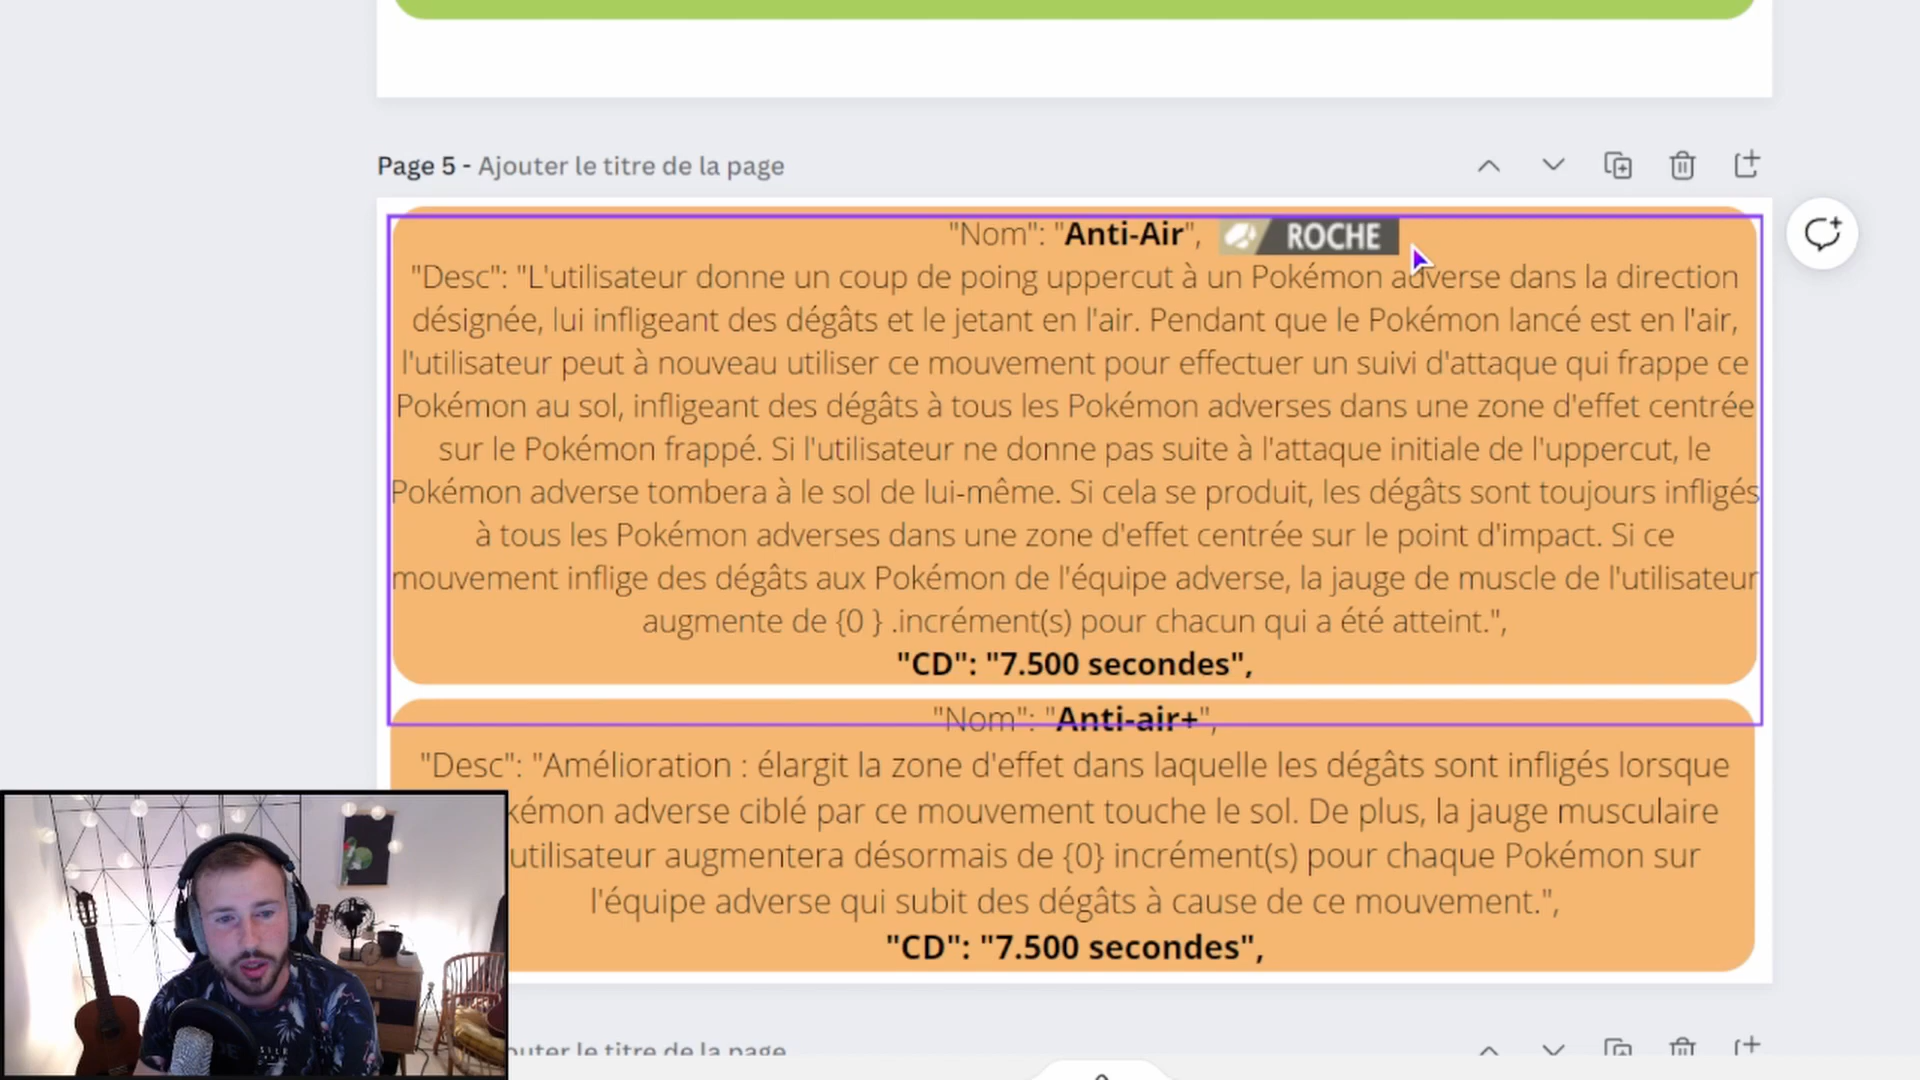 Page 5 - Ajouter le titre de la page
"Nom": "Anti-Air", ROCHE
"Desc": "L'utilisateur donne un coup de poing uppercut à un Pokémon adverse dans la direction
désignée, lui infligeant des dégâts et le jetant en l'air. Pendant que le Pokémon lancé est en l'air,
l'utilisateur peut à nouveau utiliser ce mouvement pour effectuer un suivi d'attaque qui frappe ce
Pokémon au sol, infligeant des dégâts à tous les Pokémon adverses dans une zone d'effet centrée
sur le Pokémon frappé. Si l'utilisateur ne donne pas suite à l'attaque initiale de l'uppercut, le
Pokémon adverse tombera à le sol de lui-même. Si cela se produit, les dégâts sont toujours infligés
à tous les Pokémon adverses dans une zone d'effet centrée sur le point d'impact. Si ce
mouvement inflige des dégâts aux Pokémon de l'équipe adverse, la jauge de muscle de l'utilisateur
augmente de {0 } .incrément(s) pour chacun qui a été atteint.",
"CD": "7.500 secondes",
"Nom": "Anti-air+",
"Desc": "Amélioration : élargit la zone d'effet dans laquelle les dégâts sont infligés lorsque
kémon adverse ciblé par ce mouvement touche le sol. De plus, la jauge musculaire
utilisateur augmentera désormais de {0} incrément(s) pour chaque Pokémon sur
l'équipe adverse qui subit des dégâts à cause de ce mouvement.",
"CD": "7.500 secondes",
outer le titre de la page